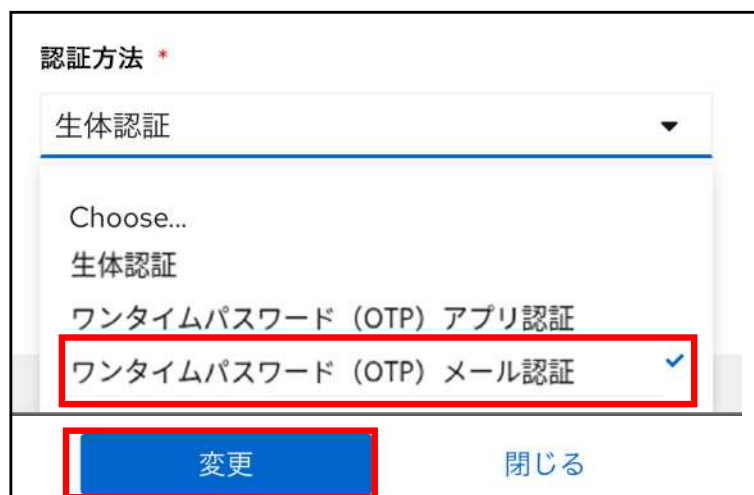 認証方法 *
生体認証
Choose...
生体認証
ワンタイムパスワード（OTP）アプリ認証
ワンタイムパスワード（OTP）メール認証
変更 閉じる